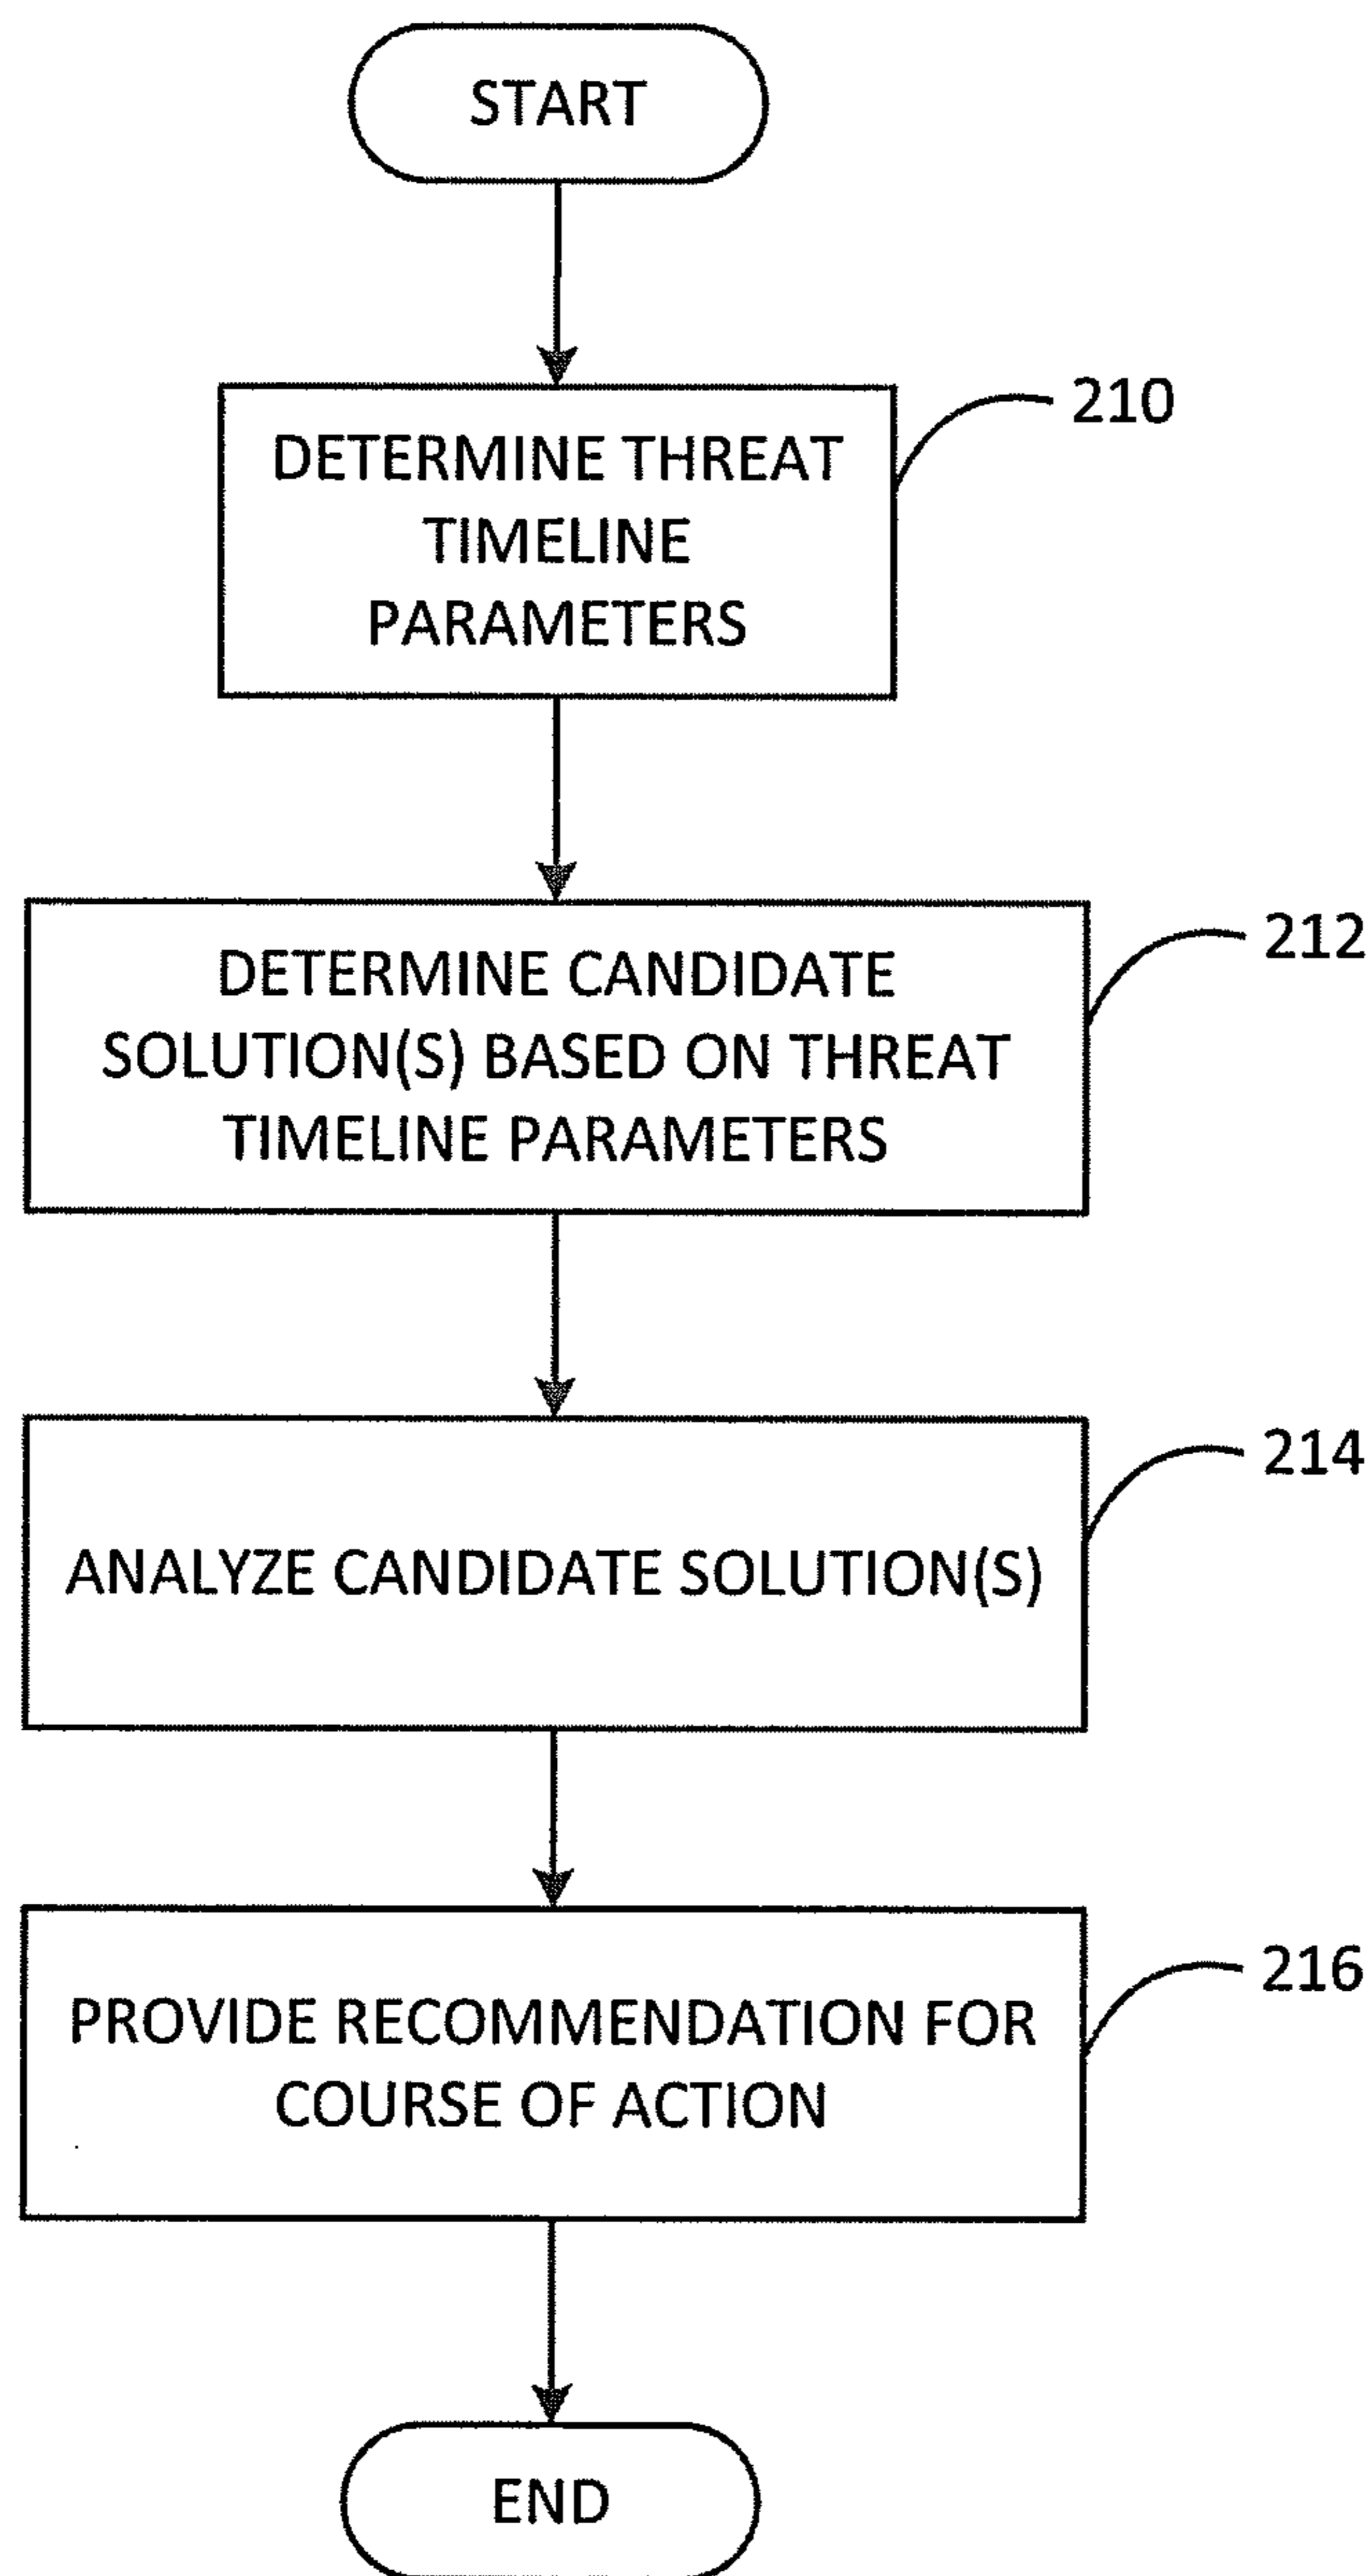 START
210
DETERMINE THREAT
TIMELINE
PARAMETERS
212
DETERMINE CANDIDATE
SOLUTION(S) BASED ON THREAT
TIMELINE PARAMETERS
214
ANALYZE CANDIDATE SOLUTION(S)
216
PROVIDE RECOMMENDATION FOR
COURSE OF ACTION
END